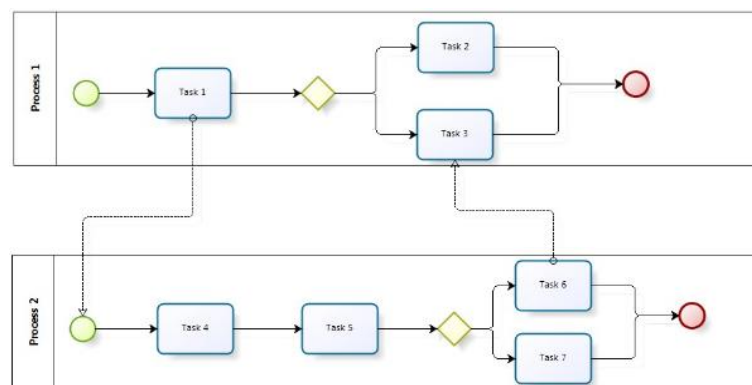 Process 1
Task 1
Task 2
Task 3
Process 2
Task 4
Task 5
Task 6
Task 7